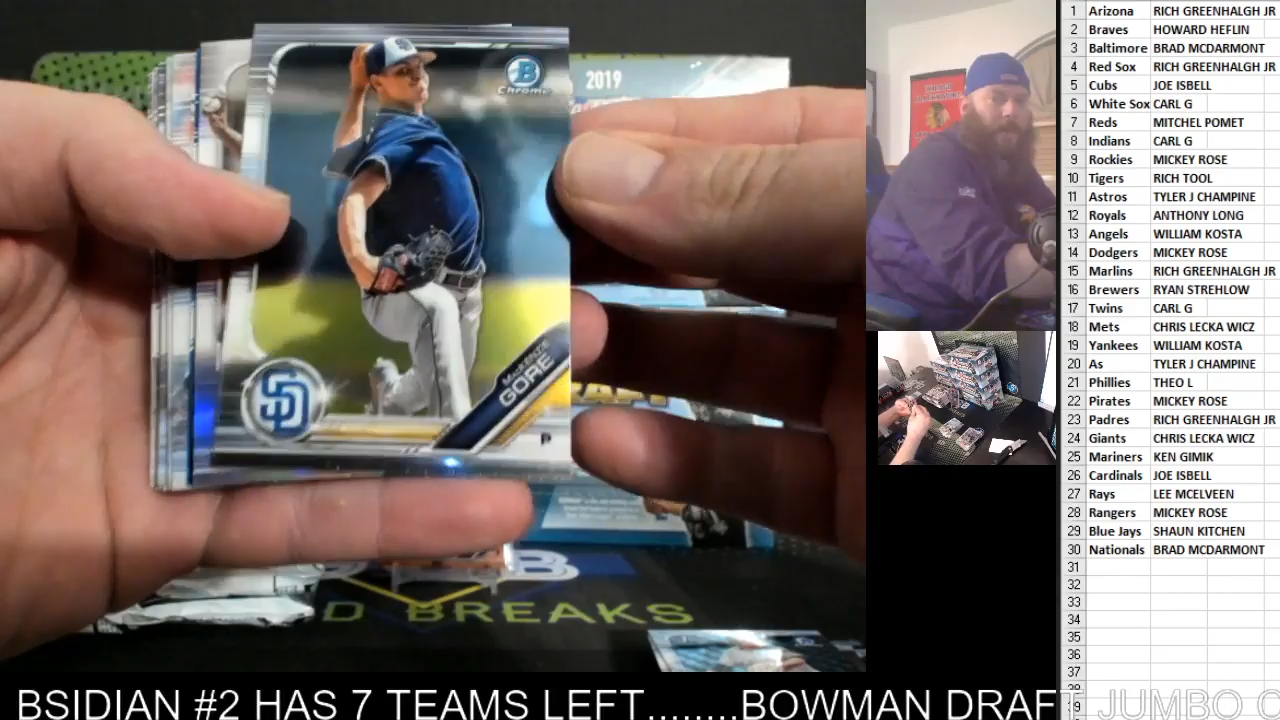 B
Chrome
2019
SD
MACKENZIE
GORE
P
D BREAKS
1 Arizona RICH GREENHALGH JR
2 Braves HOWARD HEFLIN
3 Baltimore BRAD MCDARMONT
4 Red Sox RICH GREENHALGH JR
5 Cubs JOE ISBELL
6 White Sox CARL G
7 Reds MITCHEL POMET
8 Indians CARL G
9 Rockies MICKEY ROSE
10 Tigers RICH TOOL
11 Astros TYLER J CHAMPINE
12 Royals ANTHONY LONG
13 Angels WILLIAM KOSTA
14 Dodgers MICKEY ROSE
15 Marlins RICH GREENHALGH JR
16 Brewers RYAN STREHLOW
17 Twins CARL G
18 Mets CHRIS LECKA WICZ
19 Yankees WILLIAM KOSTA
20 As TYLER J CHAMPINE
21 Phillies THEO L
22 Pirates MICKEY ROSE
23 Padres RICH GREENHALGH JR
24 Giants CHRIS LECKA WICZ
25 Mariners KEN GIMIK
26 Cardinals JOE ISBELL
27 Rays LEE MCELVEEN
28 Rangers MICKEY ROSE
29 Blue Jays SHAUN KITCHEN
30 Nationals BRAD MCDARMONT
31
32
33
34
35
36
37
BSIDIAN #2 HAS 7 TEAMS LEFT........BOWMAN DRAFT JUMBO